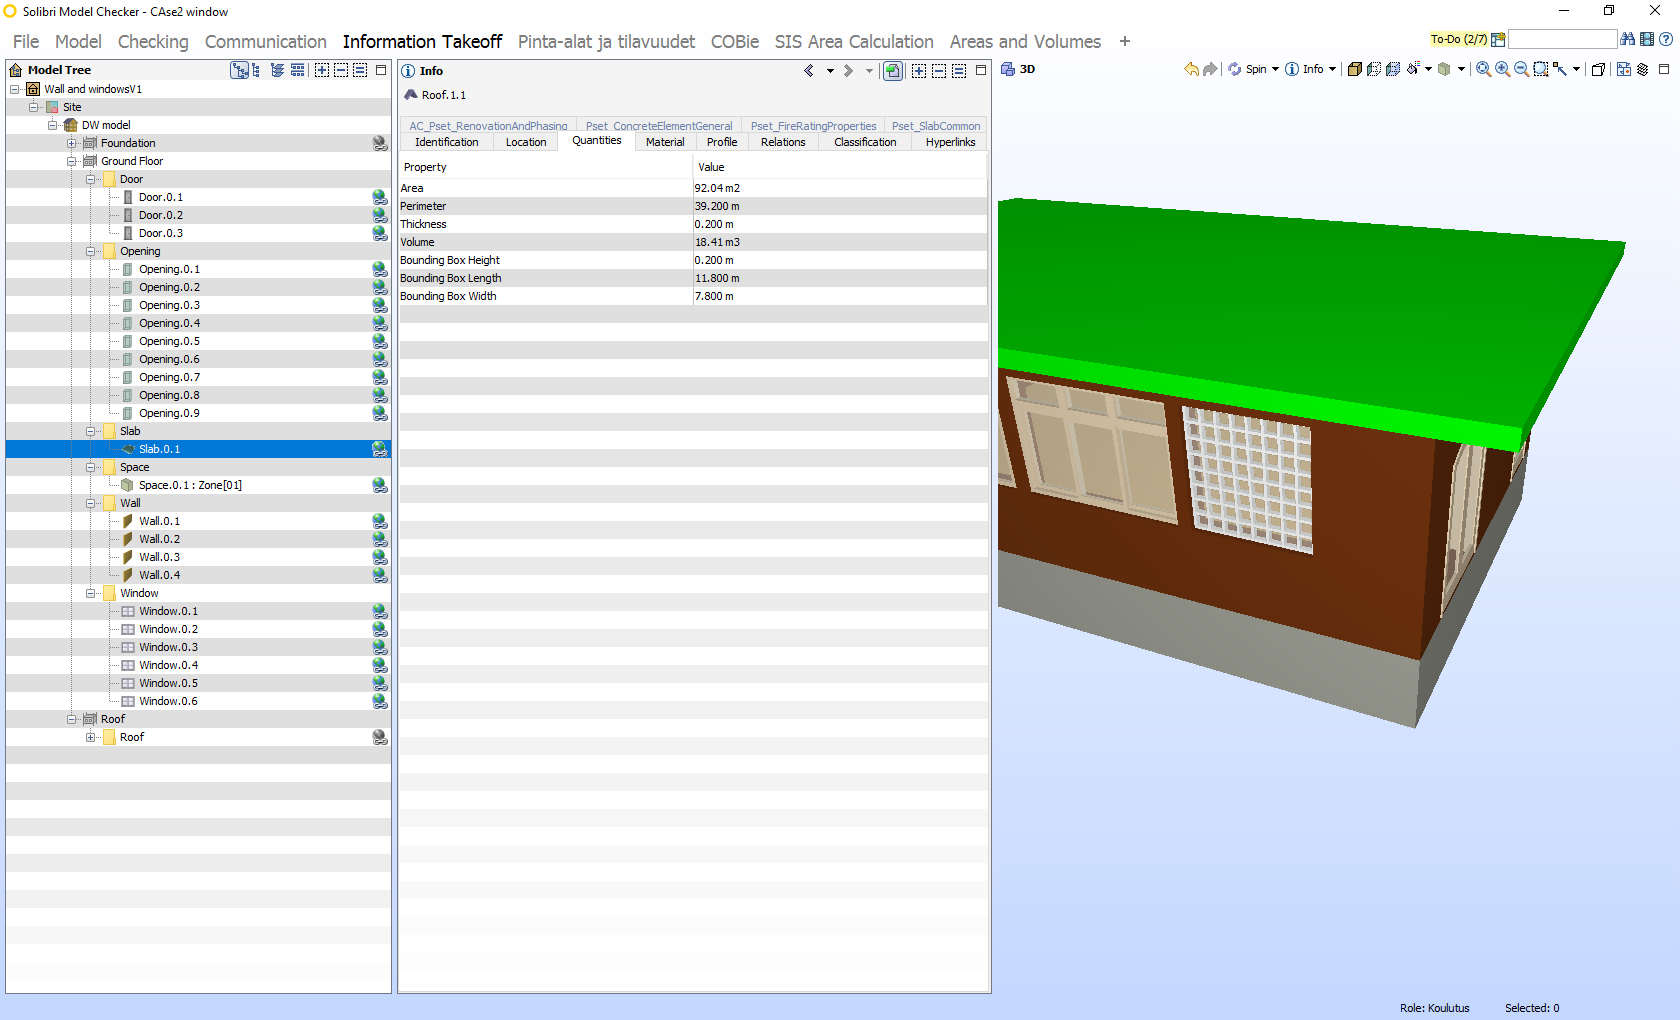 Solibri Model Checker - CAse2 window
File Model Checking Communication Information Takeoff Pinta-alat ja tilavuudet COBie SIS Area Calculation Areas and Volumes +
To-Do (2/7)
Model Tree
Wall and windowsV1
Site
DW model
Foundation
Ground Floor
Door
Door.0.1
Door.0.2
Door.0.3
Opening
Opening.0.1
Opening.0.2
Opening.0.3
Opening.0.4
Opening.0.5
Opening.0.6
Opening.0.7
Opening.0.8
Opening.0.9
Slab
Slab.0.1
Space
Space.0.1 : Zone[01]
Wall
Wall.0.1
Wall.0.2
Wall.0.3
Wall.0.4
Window
Window.0.1
Window.0.2
Window.0.3
Window.0.4
Window.0.5
Window.0.6
Roof
Roof
Info
Roof.1.1
AC_Pset_RenovationAndPhasing Pset_ConcreteElementGeneral Pset_FireRatingProperties Pset_SlabCommon
Identification Location Quantities Material Profile Relations Classification Hyperlinks
Property Value
Area 92.04 m2
Perimeter 39.200 m
Thickness 0.200 m
Volume 18.41 m3
Bounding Box Height 0.200 m
Bounding Box Length 11.800 m
Bounding Box Width 7.800 m
3D
Spin Info
Role: Koulutus Selected: 0